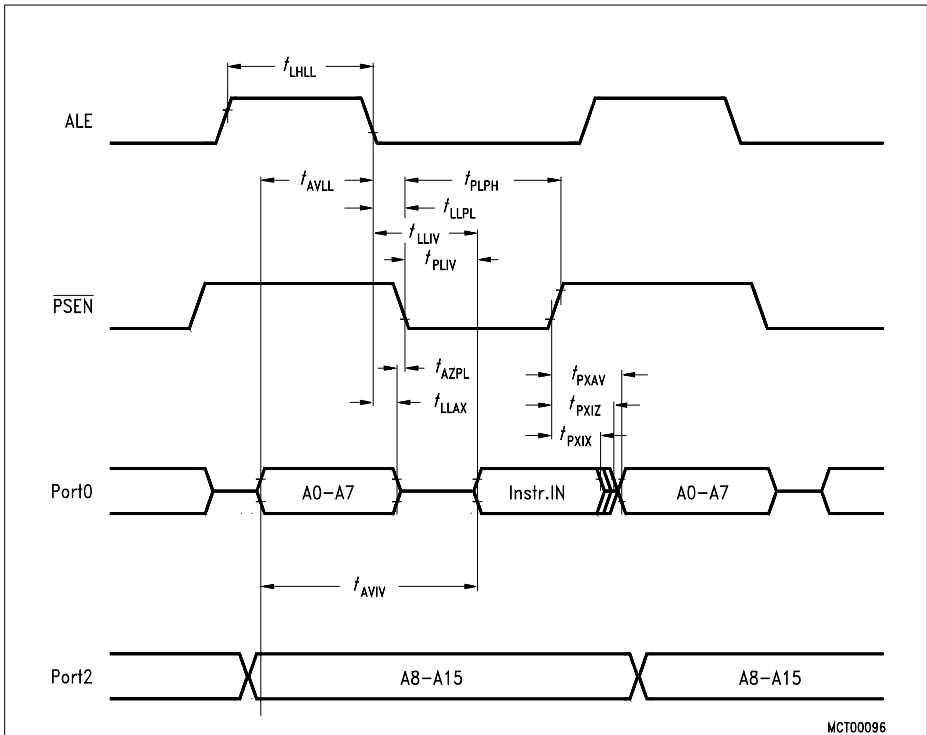 tLHLL
ALE
tAVLL
tPLPH
tLLPL
tLLIV
tPLIV
PSEN
tAZPL
tPXAV
tLLAX
tPXIZ
tPXIX
Port0
A0-A7
Instr.IN
A0-A7
tAVIV
Port2
A8-A15
A8-A15
MCT00096